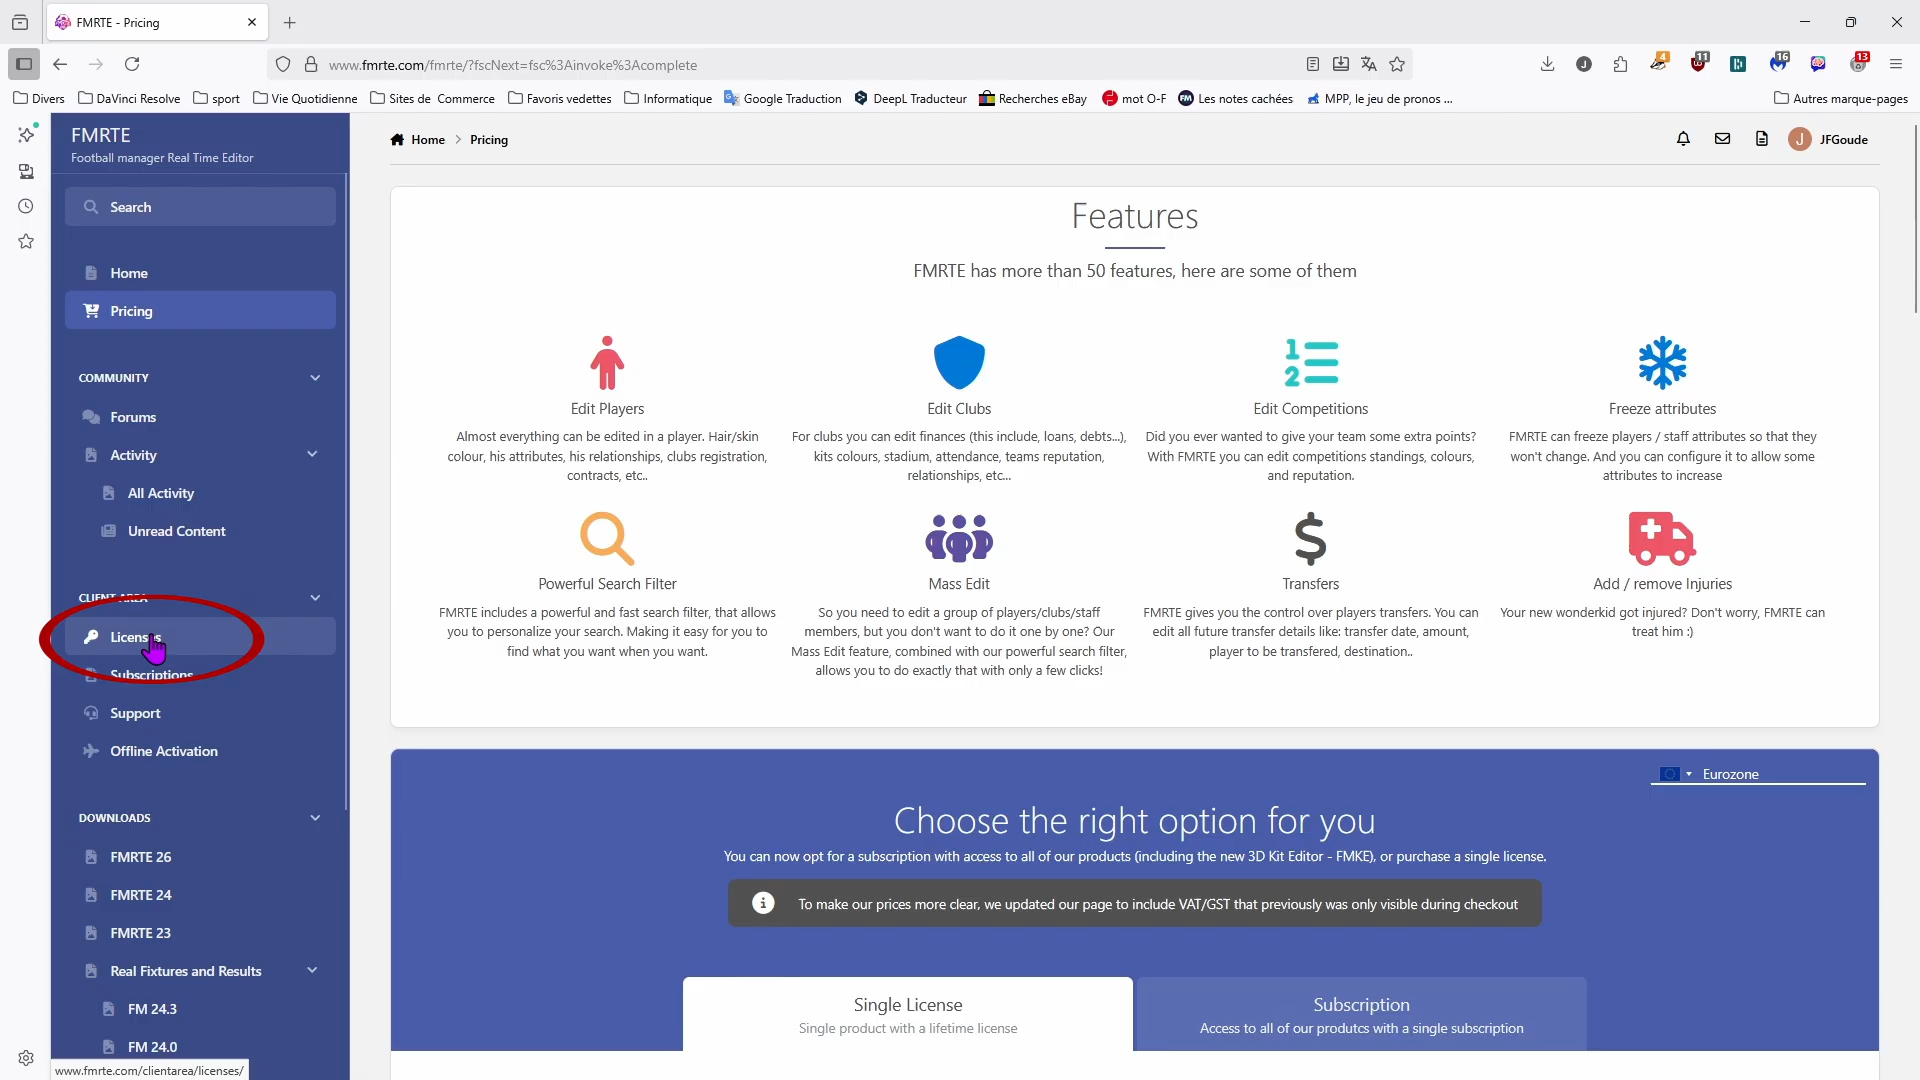 FMRTE - Pricing
www.fmrte.com/fmrte/?fscNext=fsc%3Ainvoke%3Acomplete
4
11
16
13
Divers
DaVinci Resolve
sport
Vie Quotidienne
Sites de Commerce
Favoris vedettes
Informatique
Google Traduction
DeepL Traducteur
Recherches eBay
mot O-F
Les notes cachées
MPP, le jeu de pronos ...
Autres marque-pages
FMRTE
Football manager Real Time Editor
Search
Home
Pricing
COMMUNITY
Forums
Activity
All Activity
Unread Content
CLIENT AREA
Licenses
Subscriptions
Support
Offline Activation
DOWNLOADS
FMRTE 26
FMRTE 24
FMRTE 23
Real Fixtures and Results
FM 24.3
FM 24.0
www.fmrte.com/clientarea/licenses/
Home > Pricing
J JFGoude
Features
FMRTE has more than 50 features, here are some of them
Edit Players
Almost everything can be edited in a player. Hair/skin
colour, his attributes, his relationships, clubs registration,
contracts, etc..
Edit Clubs
For clubs you can edit finances (this include, loans, debts...),
kits colours, stadium, attendance, teams reputation,
relationships, etc...
1
2
Edit Competitions
Did you ever wanted to give your team some extra points?
With FMRTE you can edit competitions standings, colours,
and reputation.
Freeze attributes
FMRTE can freeze players / staff attributes so that they
won't change. And you can configure it to allow some
attributes to increase
Powerful Search Filter
FMRTE includes a powerful and fast search filter, that allows
you to personalize your search. Making it easy for you to
find what you want when you want.
Mass Edit
So you need to edit a group of players/clubs/staff
members, but you don't want to do it one by one? Our
Mass Edit feature, combined with our powerful search filter,
allows you to do exactly that with only a few clicks!
$
Transfers
FMRTE gives you the control over players transfers. You can
edit all future transfer details like: transfer date, amount,
player to be transfered, destination..
Add / remove Injuries
Your new wonderkid got injured? Don't worry, FMRTE can
treat him :)
Eurozone
Choose the right option for you
You can now opt for a subscription with access to all of our products (including the new 3D Kit Editor - FMKE), or purchase a single license.
To make our prices more clear, we updated our page to include VAT/GST that previously was only visible during checkout
Single License
Single product with a lifetime license
Subscription
Access to all of our produtcs with a single subscription